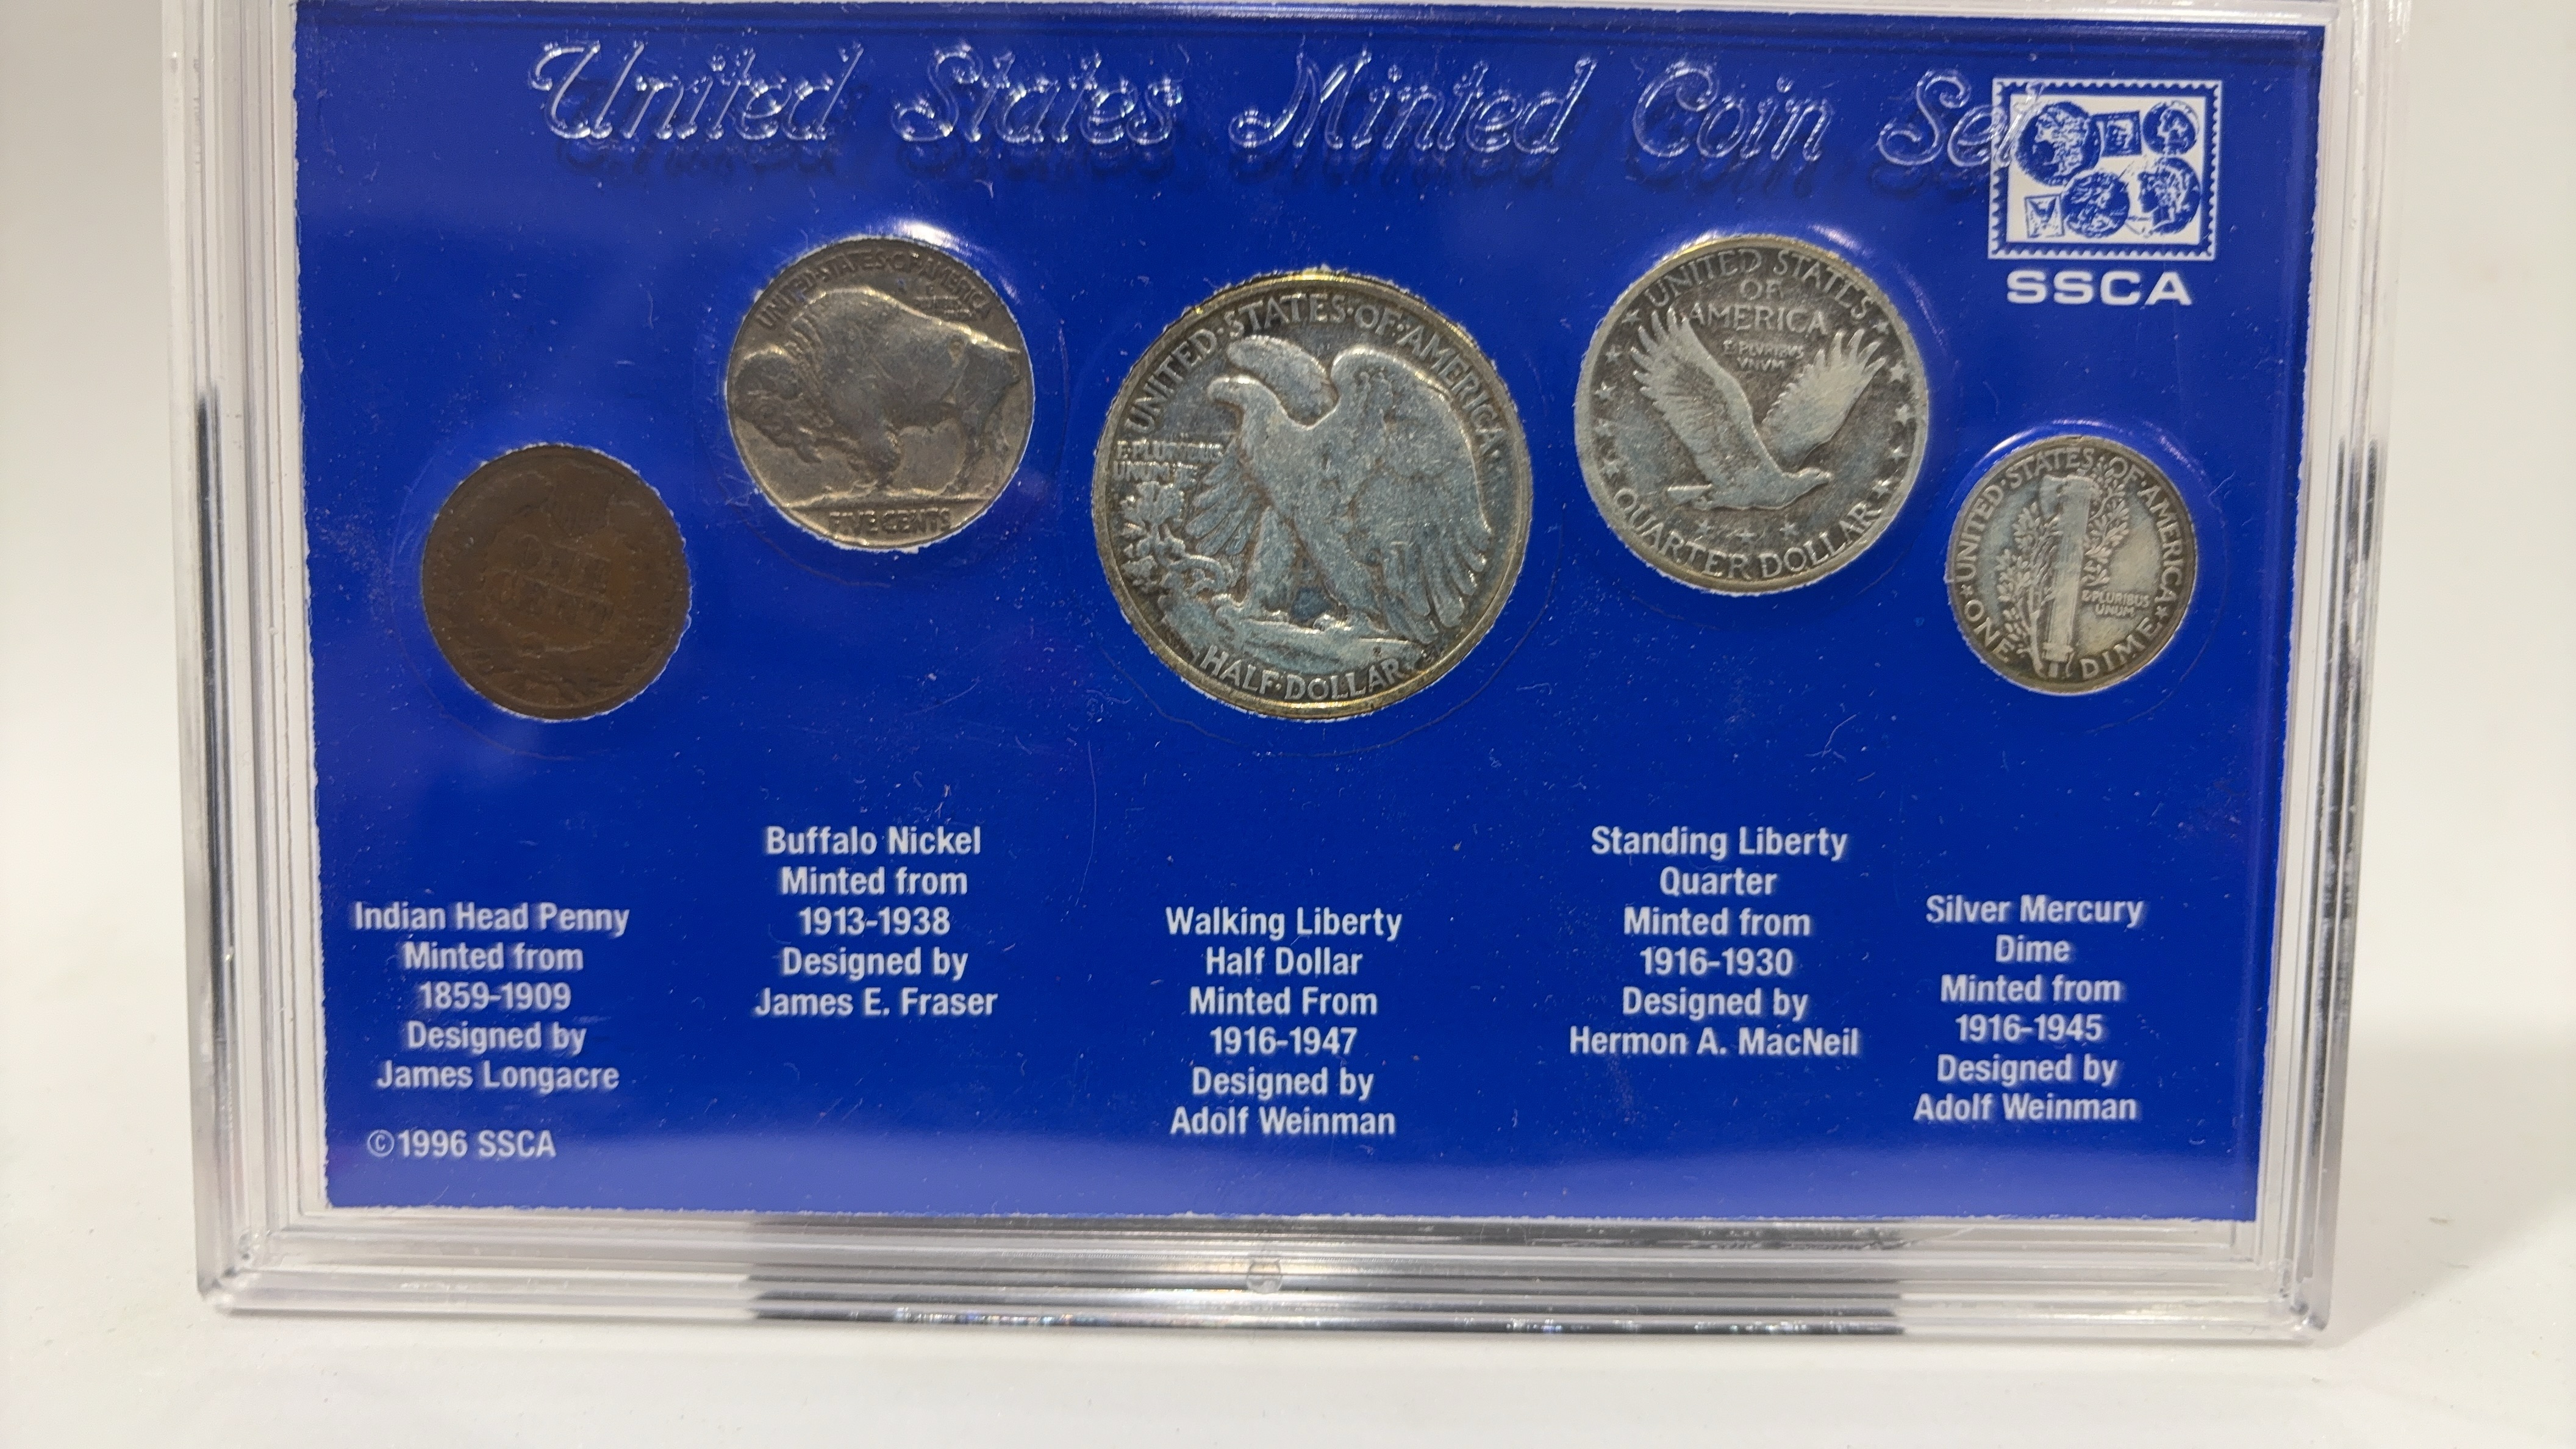 United States Minted Coin Set
SSCA
UNITED·STATES·OF·AMERICA
FIVE CENTS
UNITED·STATES·OF·AMERICA
E·PLURIBUS
UNUM
HALF·DOLLAR
UNITED STATES
OF
AMERICA
E·PLVRIBVS
VNVM
QUARTER DOLLAR
UNITED·STATES·OF·AMERICA
E·PLURIBUS
UNUM
ONE DIME
ONE
CENT
Indian Head Penny
Minted from
1859-1909
Designed by
James Longacre
©1996 SSCA
Buffalo Nickel
Minted from
1913-1938
Designed by
James E. Fraser
Walking Liberty
Half Dollar
Minted From
1916-1947
Designed by
Adolf Weinman
Standing Liberty
Quarter
Minted from
1916-1930
Designed by
Hermon A. MacNeil
Silver Mercury
Dime
Minted from
1916-1945
Designed by
Adolf Weinman